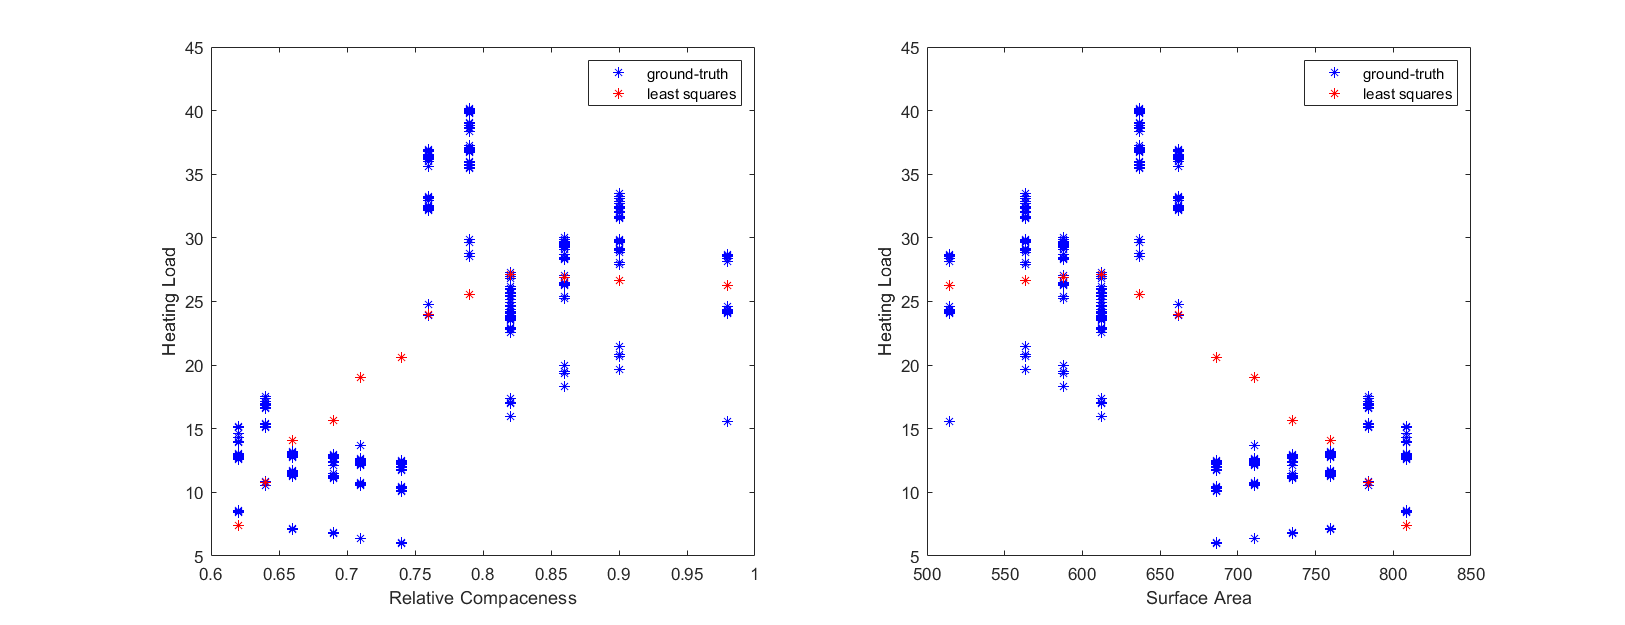 45
40
35
30
25
20
15
10
5
Heating Load
0.6 0.65 0.7 0.75 0.8 0.85 0.9 0.95 1
Relative Compaceness
ground-truth
least squares
45
40
35
30
25
20
15
10
5
Heating Load
500 550 600 650 700 750 800 850
Surface Area
ground-truth
least squares